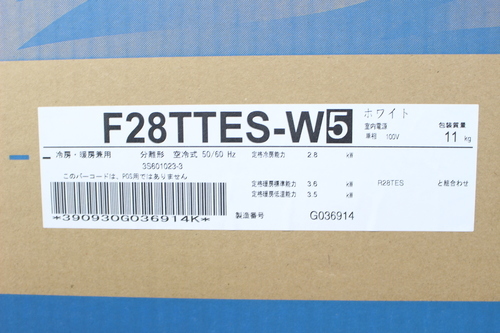 F28TTES-W5
ホワイト
室内電源
単相 100V
包装質量
11 kg
冷房・暖房兼用 分離形 空冷式 50/60 Hz
3S601023-3
このバーコードは、POS用ではありません
定格冷房能力 2.8 kW
定格暖房標準能力 3.6 kW
定格暖房低温能力 3.5 kW
R28TES と組合わせ
*390930G036914K*
製造番号 G036914